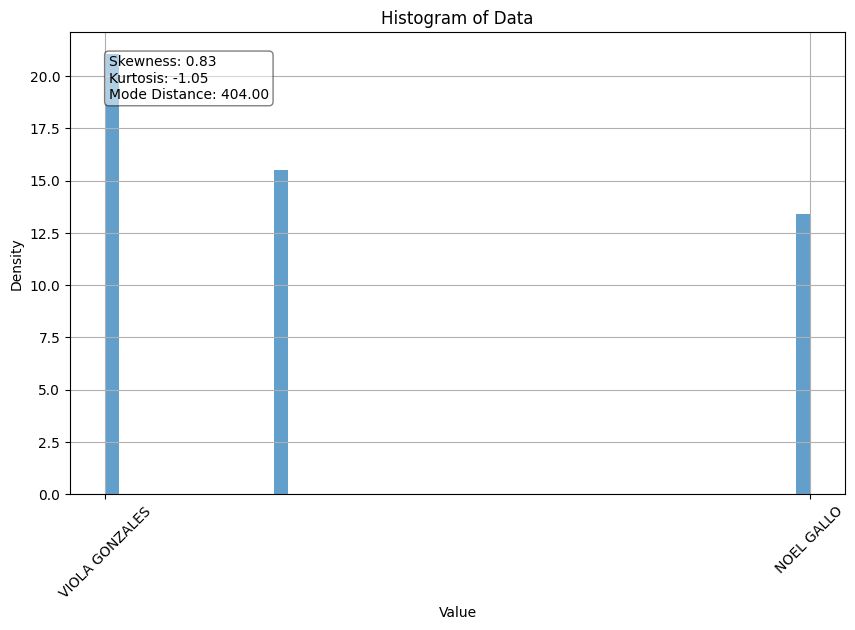 Histogram of Data
Skewness: 0.83
Kurtosis: -1.05
Mode Distance: 404.00
20.0
17.5
15.0
12.5
10.0
7.5
5.0
2.5
0.0
Density
VIOLA GONZALES
NOEL GALLO
Value